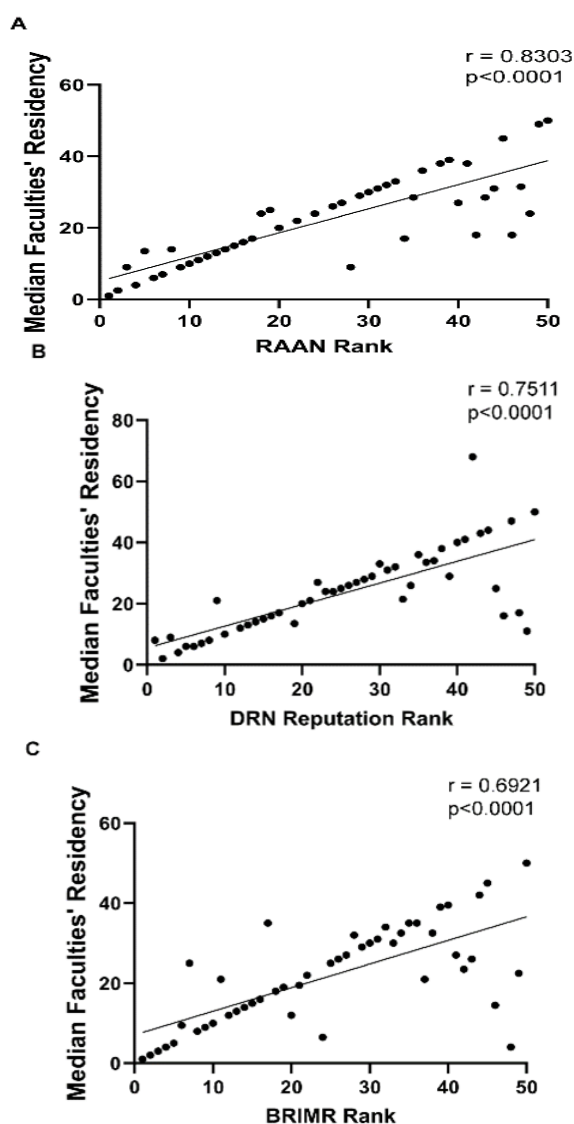 A
r = 0.8303
p<0.0001
Median Faculties' Residency
60
40
20
0
0 10 20 30 40 50
RAAN Rank
B
r = 0.7511
p<0.0001
Median Faculties' Residency
80
60
40
20
0
0 10 20 30 40 50
DRN Reputation Rank
C
r = 0.6921
p<0.0001
Median Faculties' Residency
60
40
20
0
0 10 20 30 40 50
BRIMR Rank